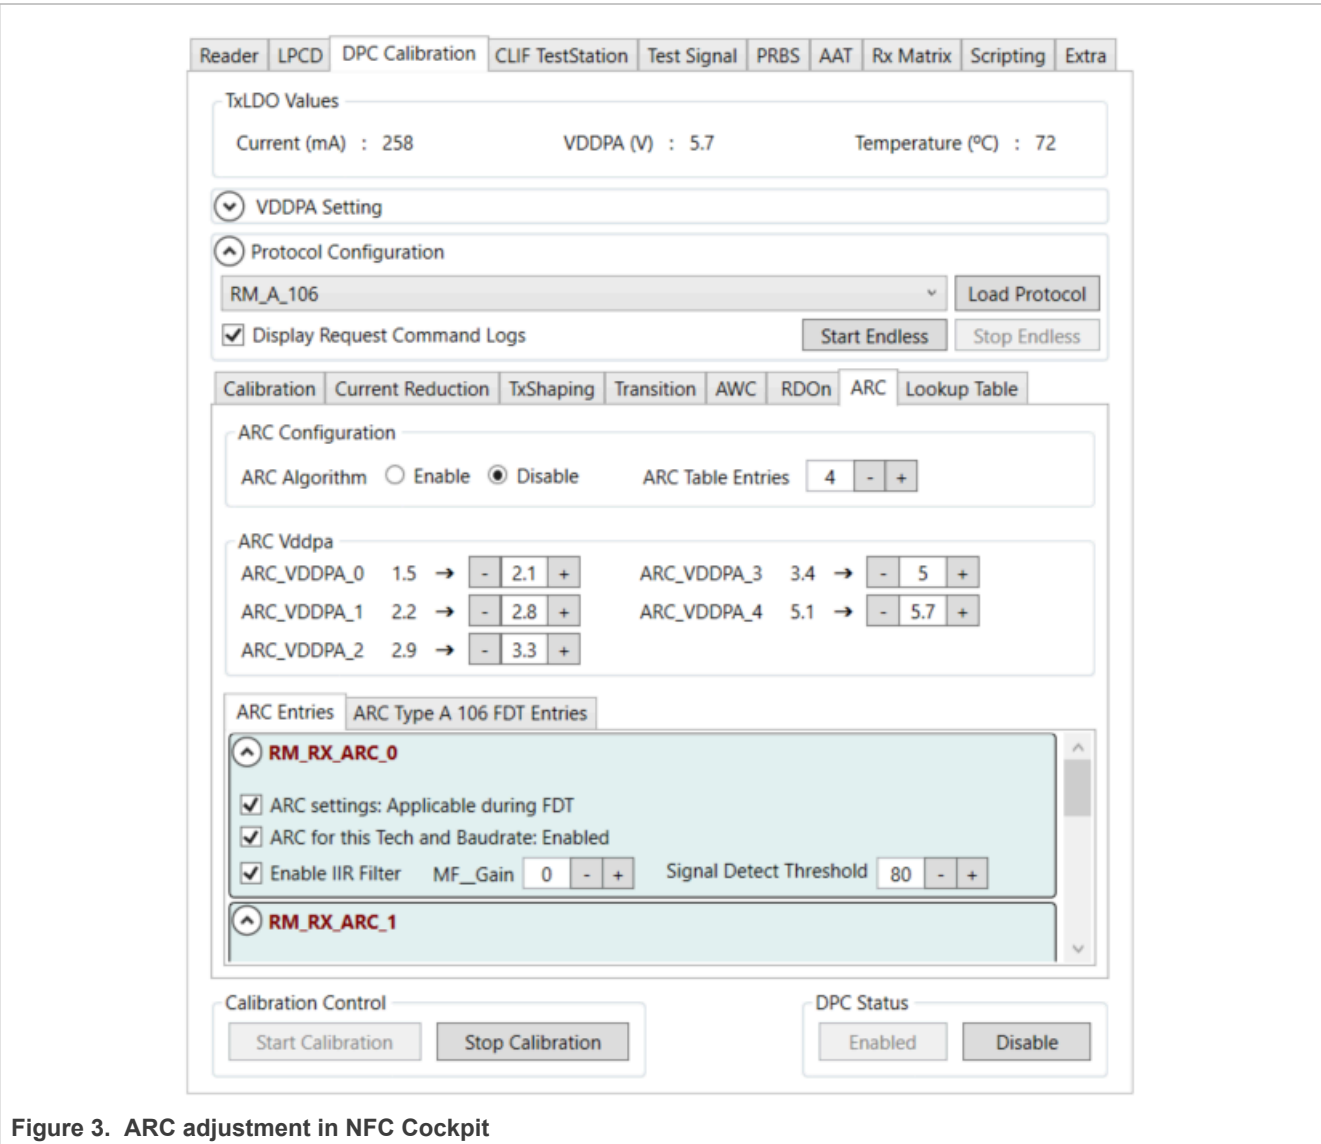 Reader LPCD DPC Calibration CLIF TestStation Test Signal PRBS AAT Rx Matrix Scripting Extra
TxLDO Values
Current (mA) : 258 VDDPA (V) : 5.7 Temperature (ºC) : 72
VDDPA Setting
Protocol Configuration
RM_A_106 Load Protocol
Display Request Command Logs Start Endless Stop Endless
Calibration Current Reduction TxShaping Transition AWC RDOn ARC Lookup Table
ARC Configuration
ARC Algorithm Enable Disable ARC Table Entries 4 - +
ARC Vddpa
ARC_VDDPA_0 1.5 ➔ - 2.1 + ARC_VDDPA_3 3.4 ➔ - 5 +
ARC_VDDPA_1 2.2 ➔ - 2.8 + ARC_VDDPA_4 5.1 ➔ - 5.7 +
ARC_VDDPA_2 2.9 ➔ - 3.3 +
ARC Entries ARC Type A 106 FDT Entries
RM_RX_ARC_0
ARC settings: Applicable during FDT
ARC for this Tech and Baudrate: Enabled
Enable IIR Filter MF__Gain 0 - + Signal Detect Threshold 80 - +
RM_RX_ARC_1
Calibration Control DPC Status
Start Calibration Stop Calibration Enabled Disable
Figure 3. ARC adjustment in NFC Cockpit